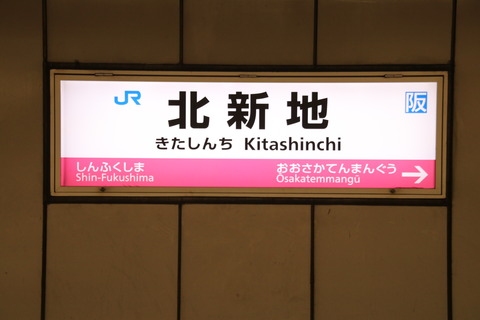 JR 北新地 阪
きたしんち Kitashinchi
しんふくしま おおさかてんまんぐう
Shin-Fukushima Ōsakatemmangū →